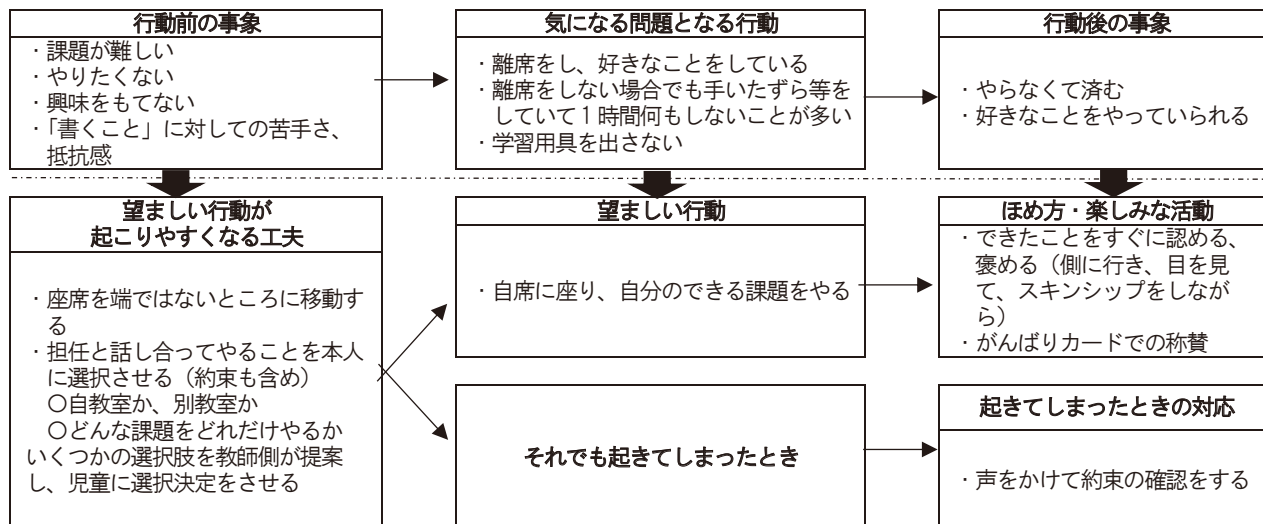 行動前の事象
・課題が難しい
・やりたくない
・興味をもてない
・「書くこと」に対しての苦手さ、
抵抗感
気になる問題となる行動
・離席をし、好きなことをしている
・離席をしない場合でも手いたずら等を
していて１時間何もしないことが多い
・学習用具を出さない
行動後の事象
・やらなくて済む
・好きなことをやっていられる
望ましい行動が
起こりやすくなる工夫
・座席を端ではないところに移動す
る
・担任と話し合ってやることを本人
に選択させる（約束も含め）
〇自教室か、別教室か
〇どんな課題をどれだけやるか
いくつかの選択肢を教師側が提案
し、児童に選択決定をさせる
望ましい行動
・自席に座り、自分のできる課題をやる
ほめ方・楽しみな活動
・できたことをすぐに認める、
褒める（側に行き、目を見
て、スキンシップをしなが
ら）
・がんばりカードでの称賛
それでも起きてしまったとき
起きてしまったときの対応
・声をかけて約束の確認をする